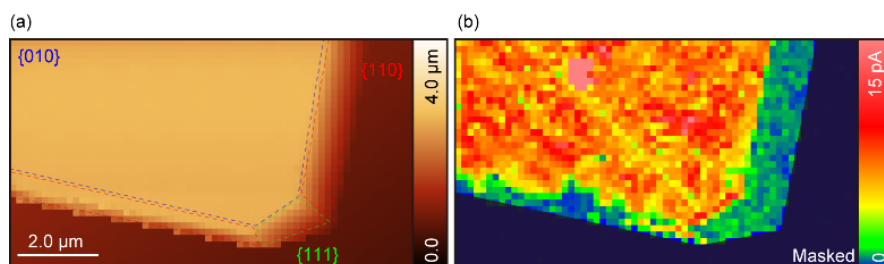 (a)
(b)
{010}
{110}
4.0 μm
0.0
2.0 μm
{111}
15 pA
0
Masked